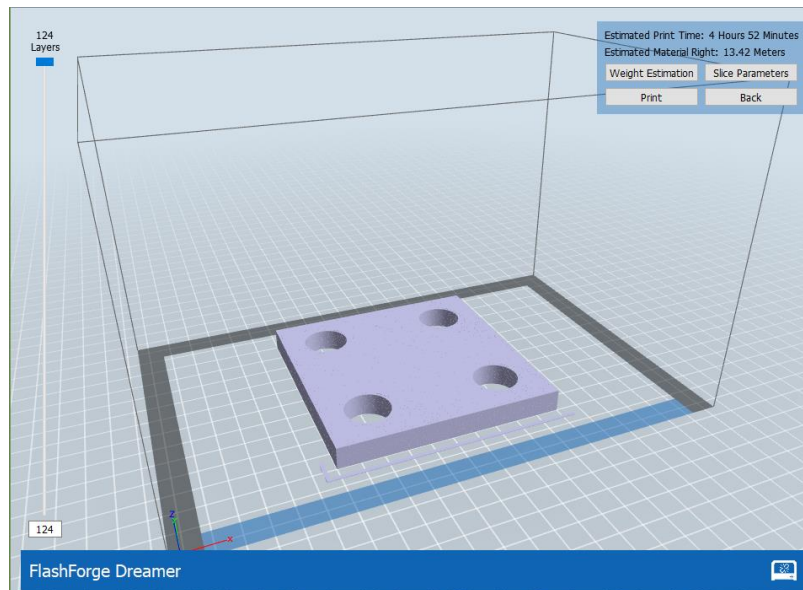 124
Layers
Estimated Print Time: 4 Hours 52 Minutes
Estimated Material Right: 13.42 Meters
Weight Estimation
Slice Parameters
Print
Back
124
Z
X
FlashForge Dreamer